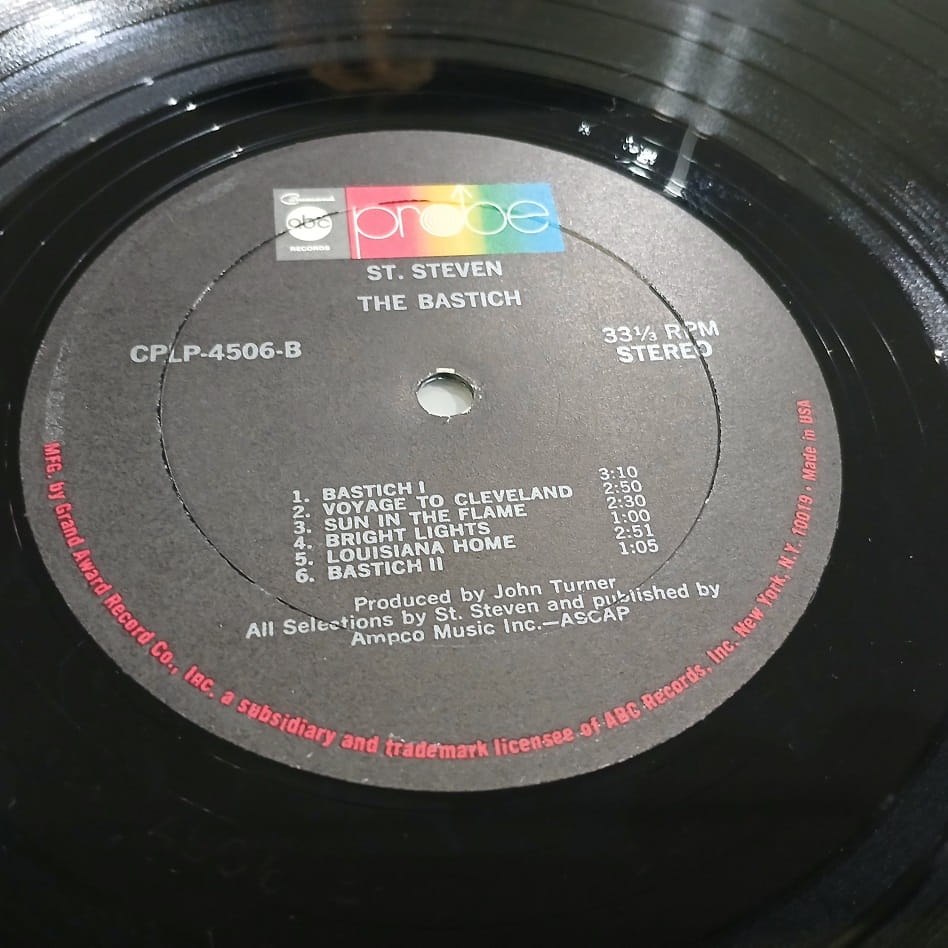 Command
abc
RECORDS
probe
ST. STEVEN
THE BASTICH
CPLP-4506-B
33⅓ RPM
STEREO
1. BASTICH I 3:10
2. VOYAGE TO CLEVELAND 2:50
3. SUN IN THE FLAME 2:30
4. BRIGHT LIGHTS 1:00
5. LOUISIANA HOME 2:51
6. BASTICH II 1:05
Produced by John Turner
All Selections by St. Steven and published by
Ampco Music Inc.—ASCAP
MFG. by Grand Award Record Co., Inc. a subsidiary and trademark licensee of ABC Records, Inc. New York, N.Y. 10019 • Made in USA